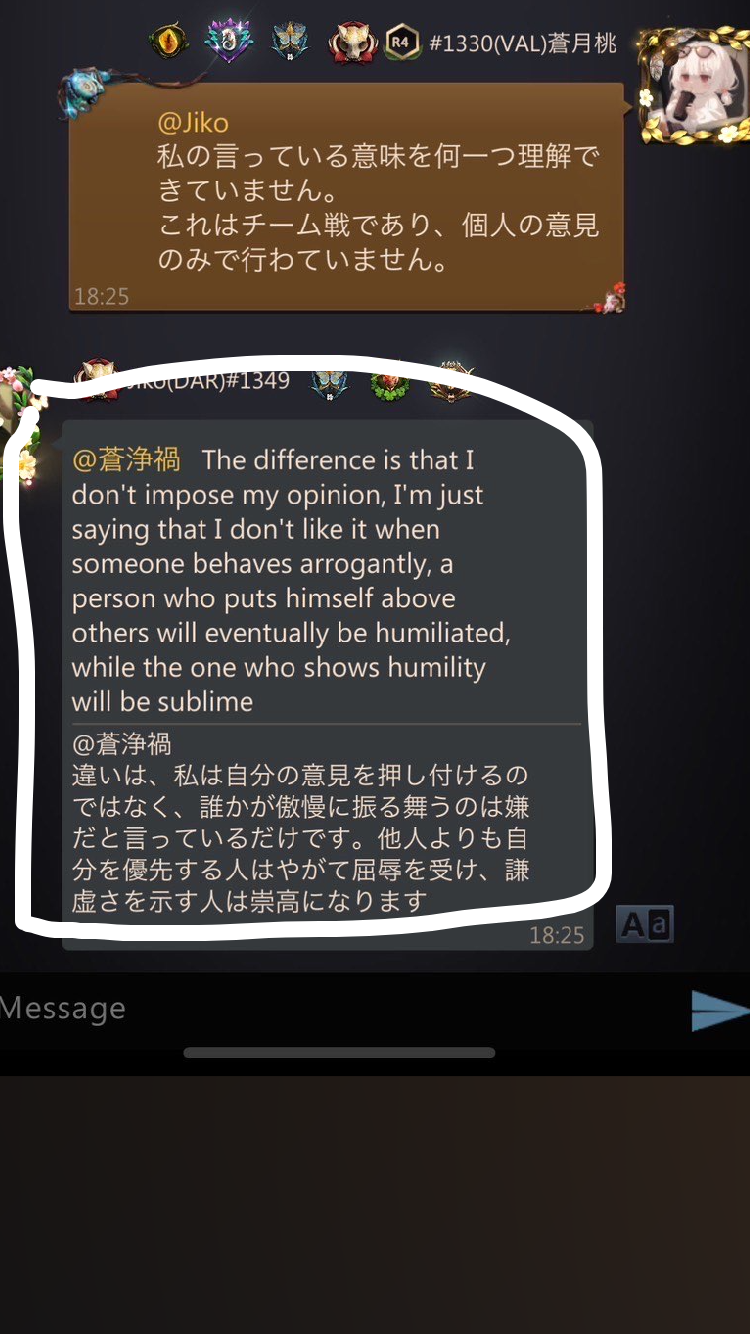 R4 #1330(VAL)蒼月桃
@Jiko
私の言っている意味を何一つ理解で
きていません。
これはチーム戦であり、個人の意見
のみで行わていません。
18:25
Jiko(DAR)#1349
@蒼浄禍 The difference is that I
don't impose my opinion, I'm just
saying that I don't like it when
someone behaves arrogantly, a
person who puts himself above
others will eventually be humiliated,
while the one who shows humility
will be sublime
@蒼浄禍
違いは、私は自分の意見を押し付けるの
ではなく、誰かが傲慢に振る舞うのは嫌
だと言っているだけです。他人よりも自
分を優先する人はやがて屈辱を受け、謙
虚さを示す人は崇高になります
18:25
Aa
Message